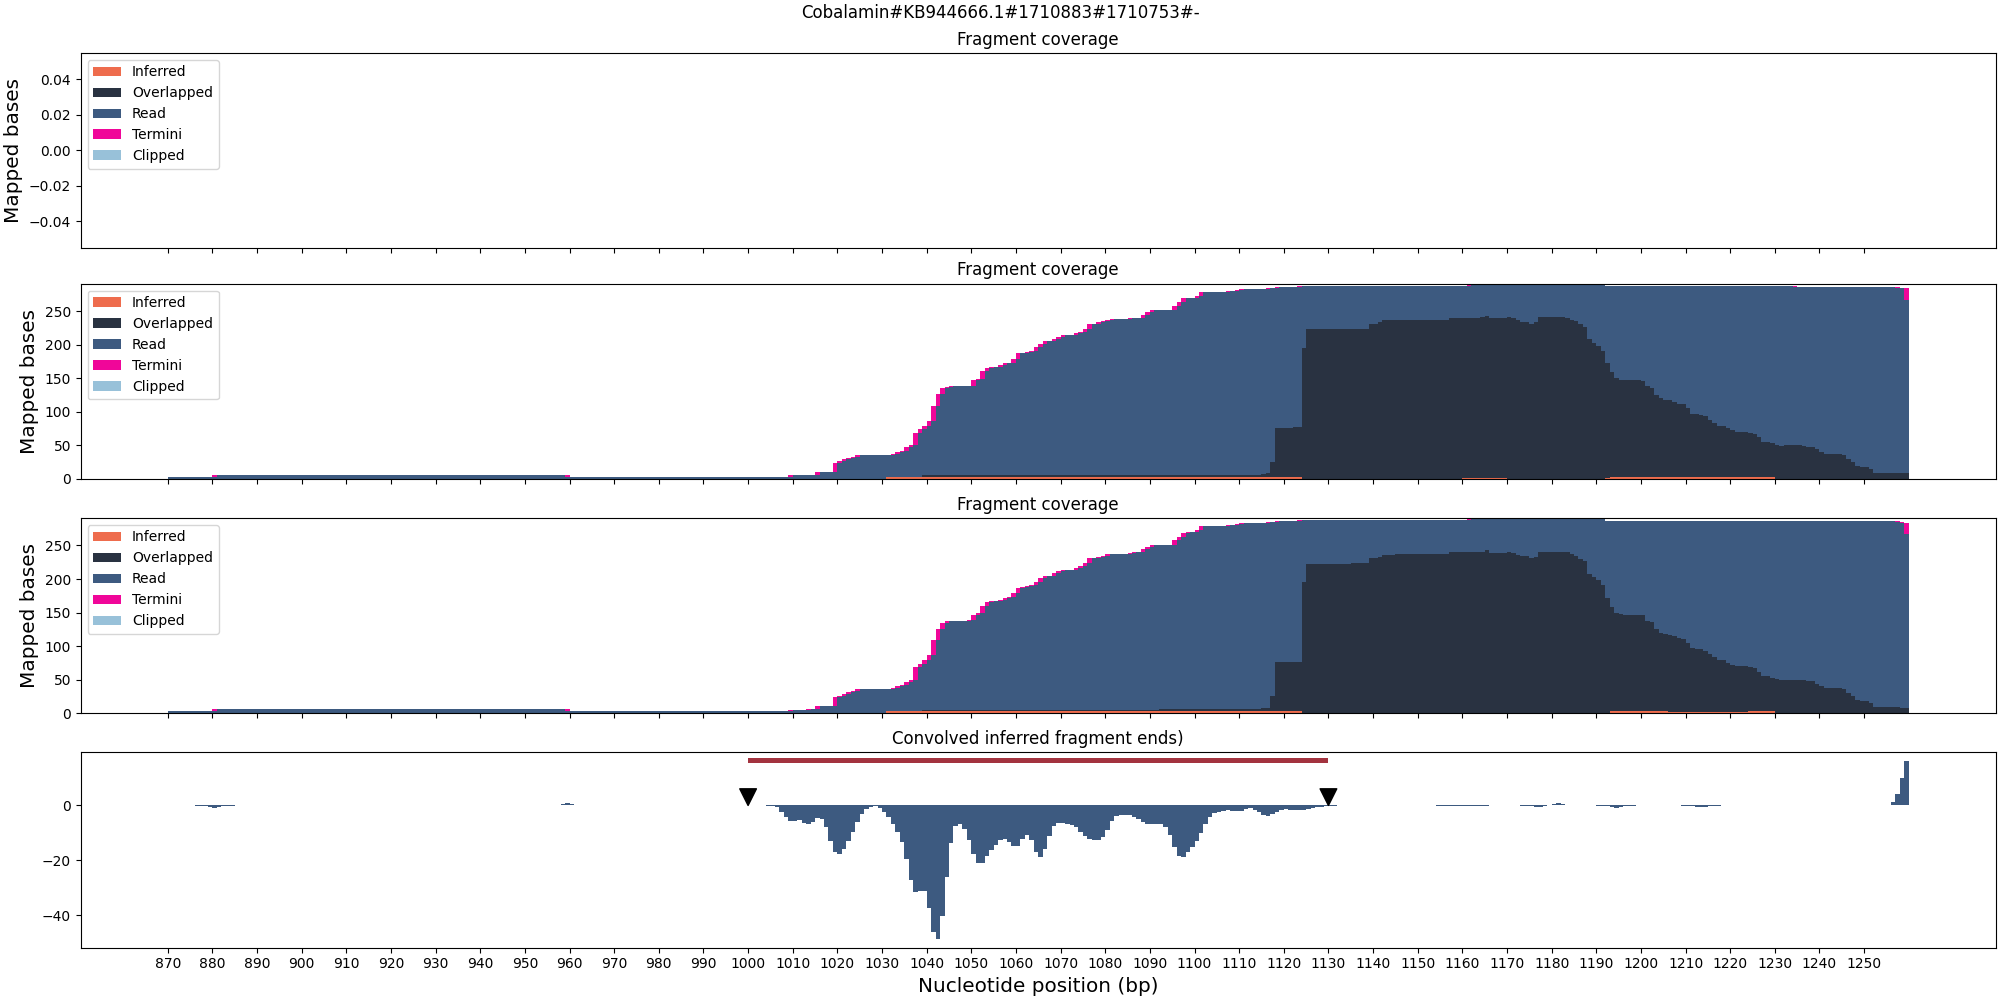 Cobalamin#KB944666.1#1710883#1710753#-
Fragment coverage
Mapped bases
0.04
0.02
0.00
−0.02
−0.04
Inferred
Overlapped
Read
Termini
Clipped
Fragment coverage
Mapped bases
250
200
150
100
50
0
Inferred
Overlapped
Read
Termini
Clipped
Fragment coverage
Mapped bases
250
200
150
100
50
0
Inferred
Overlapped
Read
Termini
Clipped
Convolved inferred fragment ends)
0
−20
−40
870 880 890 900 910 920 930 940 950 960 970 980 990 1000 1010 1020 1030 1040 1050 1060 1070 1080 1090 1100 1110 1120 1130 1140 1150 1160 1170 1180 1190 1200 1210 1220 1230 1240 1250
Nucleotide position (bp)